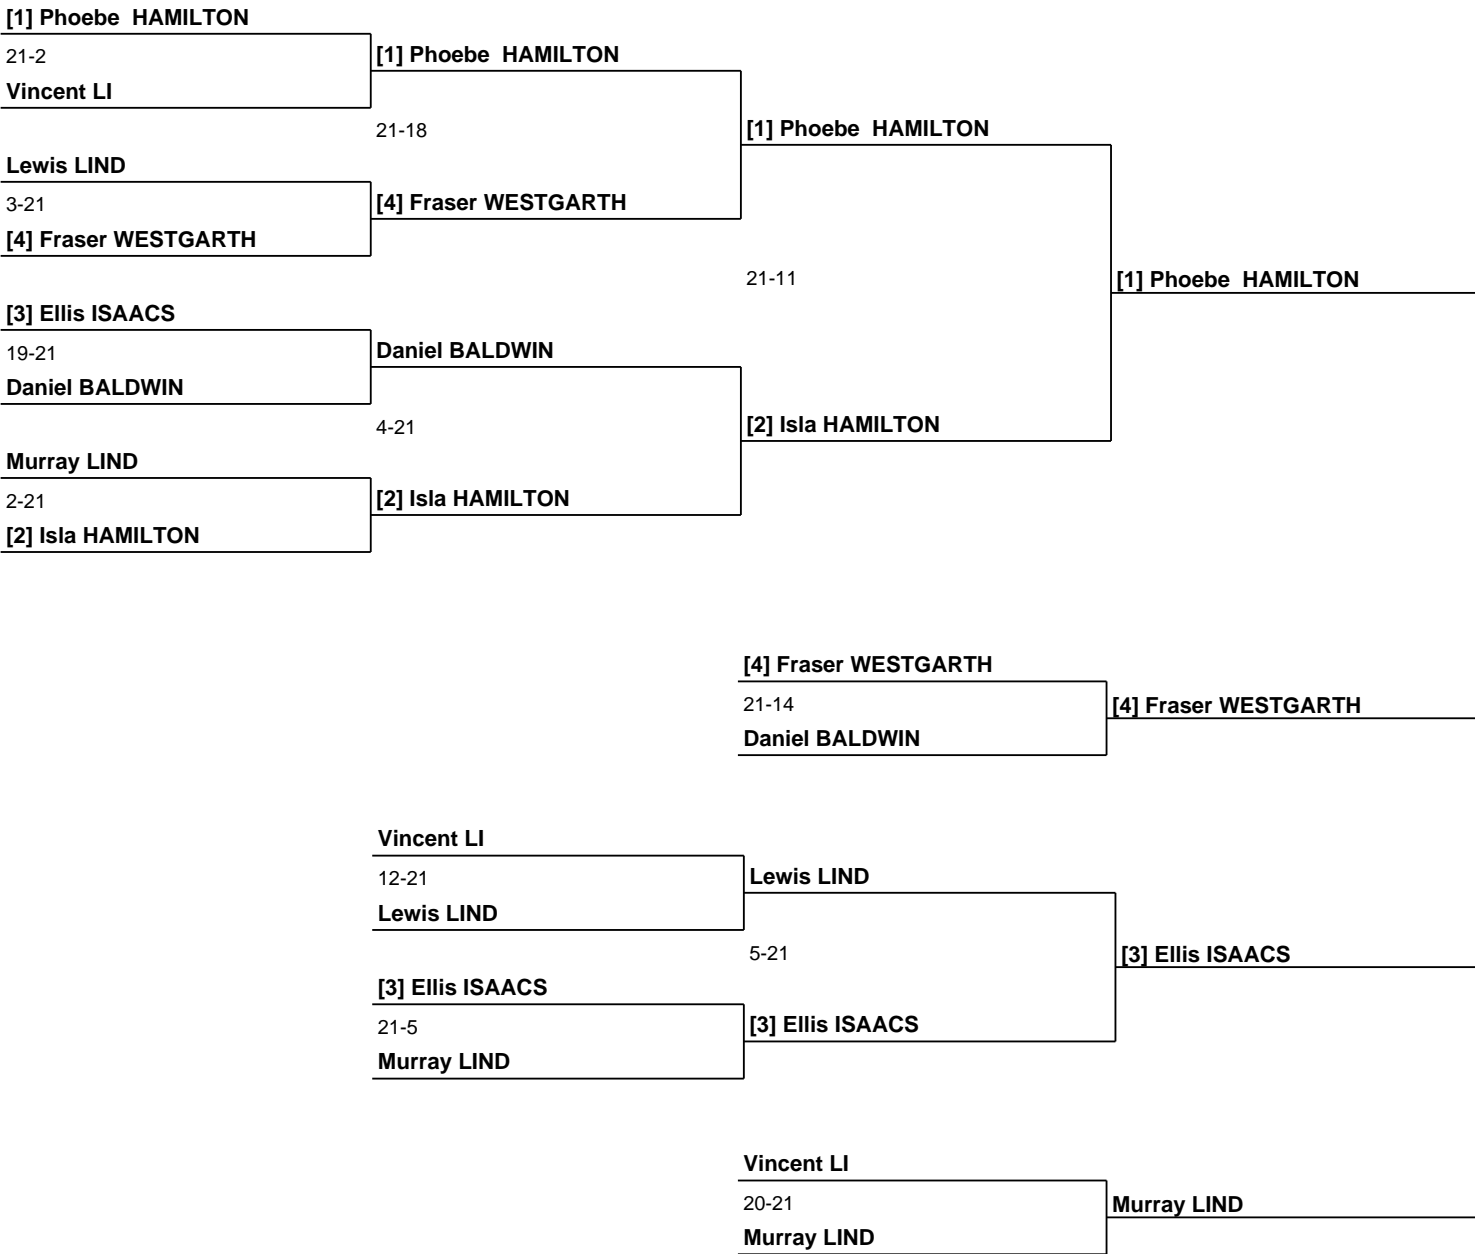 [1] Phoebe  HAMILTON
21-2
[1] Phoebe  HAMILTON
Vincent LI
21-18
[1] Phoebe  HAMILTON
Lewis LIND
3-21
[4] Fraser WESTGARTH
[4] Fraser WESTGARTH
21-11
[1] Phoebe  HAMILTON
[3] Ellis ISAACS
19-21
Daniel BALDWIN
Daniel BALDWIN
4-21
[2] Isla HAMILTON
Murray LIND
2-21
[2] Isla HAMILTON
[2] Isla HAMILTON
[4] Fraser WESTGARTH
21-14
[4] Fraser WESTGARTH
Daniel BALDWIN
Vincent LI
12-21
Lewis LIND
Lewis LIND
5-21
[3] Ellis ISAACS
[3] Ellis ISAACS
21-5
[3] Ellis ISAACS
Murray LIND
Vincent LI
20-21
Murray LIND
Murray LIND